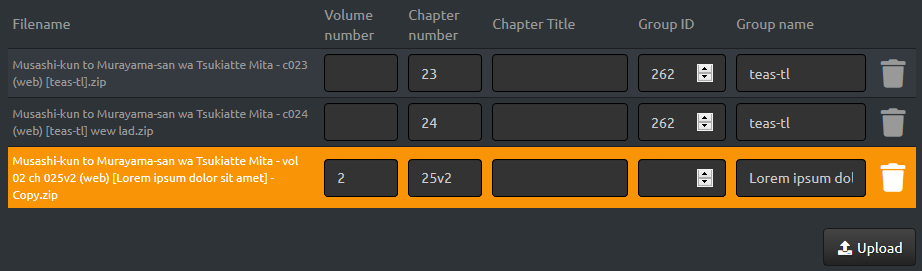 Filename Volume number Chapter number Chapter Title Group ID Group name
Musashi-kun to Murayama-san wa Tsukiatte Mita - c023
(web) [teas-tl].zip
23 262 teas-tl
Musashi-kun to Murayama-san wa Tsukiatte Mita - c024
(web) [teas-tl] wew lad.zip
24 262 teas-tl
Musashi-kun to Murayama-san wa Tsukiatte Mita - vol
02 ch 025v2 (web) [Lorem ipsum dolor sit amet] -
Copy.zip
2 25v2 Lorem ipsum dol
Upload